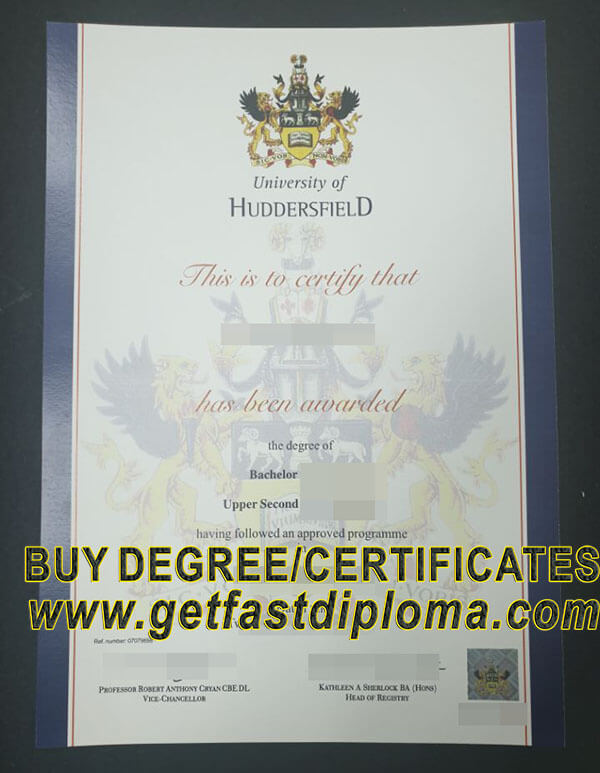 University of
HUDDERSFIELD
This is to certify that
has been awarded
the degree of
Bachelor
Upper Second
having followed an approved programme
BUY DEGREE/CERTIFICATES
www.getfastdiploma.com
Ref. number:
PROFESSOR ROBERT ANTHONY CRYAN CBE DL
KATHLEEN A SHERLOCK BA (HONS)
VICE-CHANCELLOR
HEAD OF REGISTRY